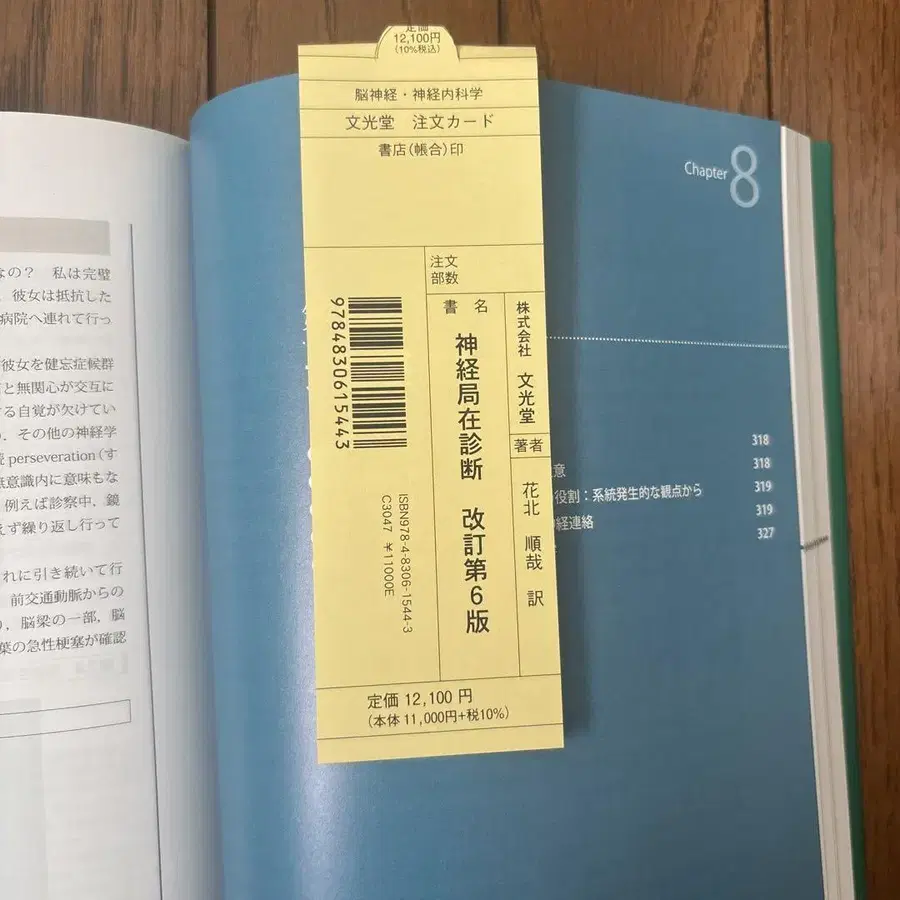 定価
12,100円
(10%税込)
脳神経・神経内科学
文光堂 注文カード
書店(帳合)印
注文
部数
書名
神経局在診断 改訂第6版
株式会社 文光堂
著者
花北 順哉 訳
9784830615443
ISBN978-4-8306-1544-3
C3047 ¥11000E
定価 12,100 円
(本体 11,000円+税10%)
Chapter 8
318
意 318
役割:系統発生的な観点から 319
経連絡 319
327
なの? 私は完璧
彼女は抵抗した
病院へ連れて行っ
彼女を健忘症候群
と無関心が交互に
る自覚が欠けてい
,その他の神経学
perseveration(す
無意識内に意味もな
例えば診察中,鏡
えず繰り返し行って
れに引き続いて行
前交通動脈からの
り,脳梁の一部,脳
葉の急性梗塞が確認